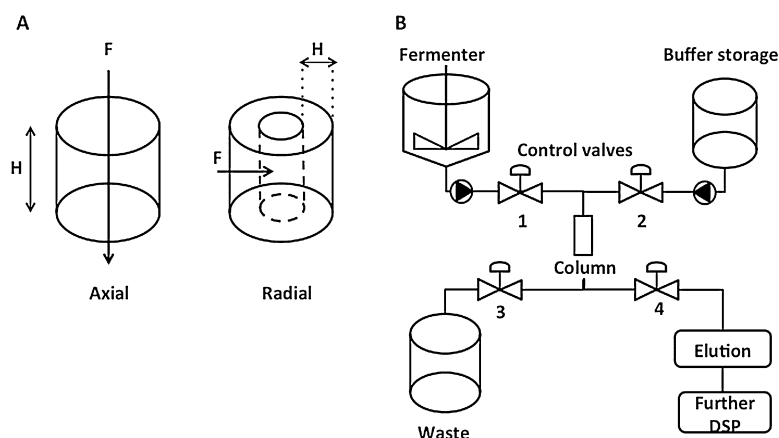 A
F
H
Axial
H
F
Radial
B
Fermenter
Buffer storage
Control valves
1
2
Column
3
4
Waste
Elution
Further
DSP